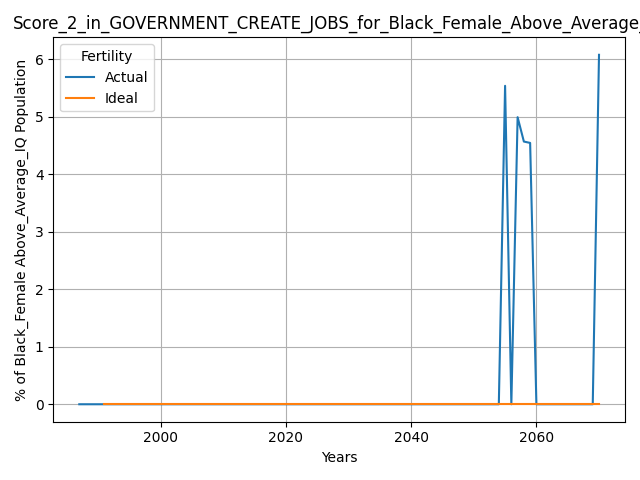 Score_2_in_GOVERNMENT_CREATE_JOBS_for_Black_Female_Above_Average_
Fertility
Actual
Ideal
% of Black_Female Above_Average_IQ Population
6
5
4
3
2
1
0
2000 2020 2040 2060
Years